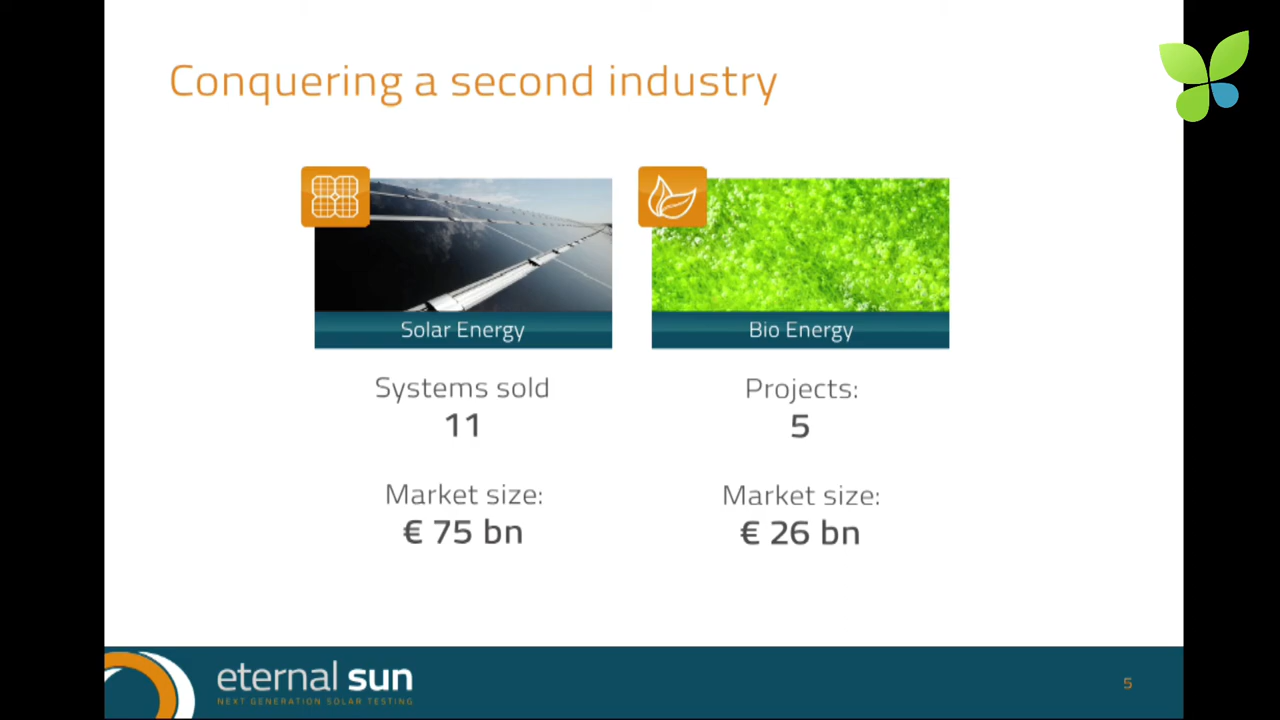 Conquering a second industry
Solar Energy
Bio Energy
Systems sold
11
Projects:
5
Market size:
€ 75 bn
Market size:
€ 26 bn
eternal sun
NEXT GENERATION SOLAR TESTING
5